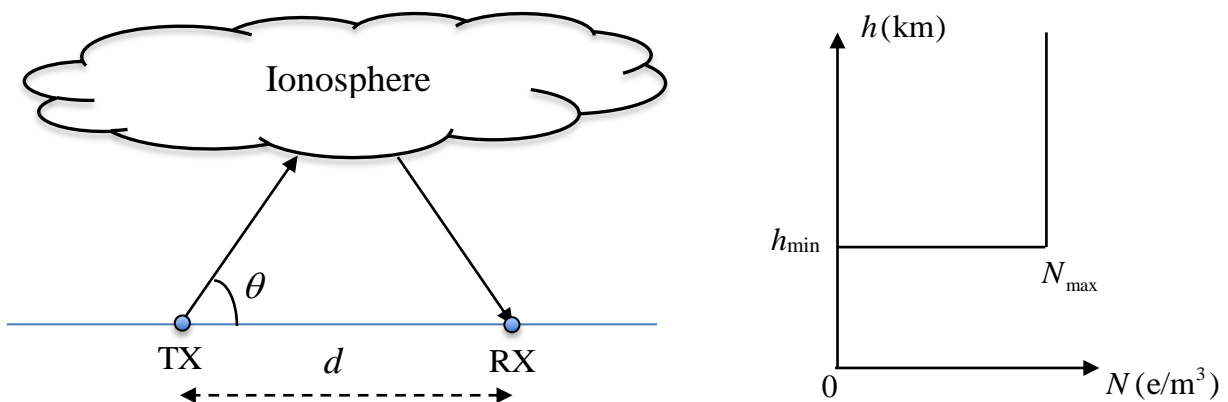 Ionosphere
θ
TX
d
RX
h (km)
h_min
N_max
0
N (e/m³)